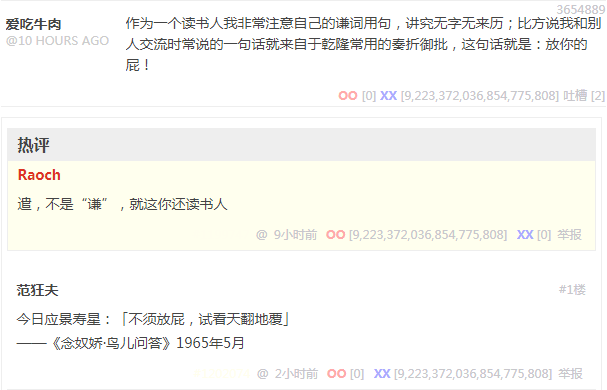 3654889
爱吃牛肉
@10 HOURS AGO
作为一个读书人我非常注意自己的谦词用句，讲究无字无来历；比方说我和别
人交流时常说的一句话就来自于乾隆常用的奏折御批，这句话就是：放你的
屁！
OO [0] XX [9,223,372,036,854,775,808] 吐槽 [2]
热评
Raoch
遣，不是“谦”，就这你还读书人
@ 9小时前 OO [9,223,372,036,854,775,808] XX [0] 举报
范狂夫
#1楼
今日应景寿星：「不须放屁，试看天翻地覆」
——《念奴娇·鸟儿问答》1965年5月
@ 2小时前 OO [0] XX [9,223,372,036,854,775,808] 举报